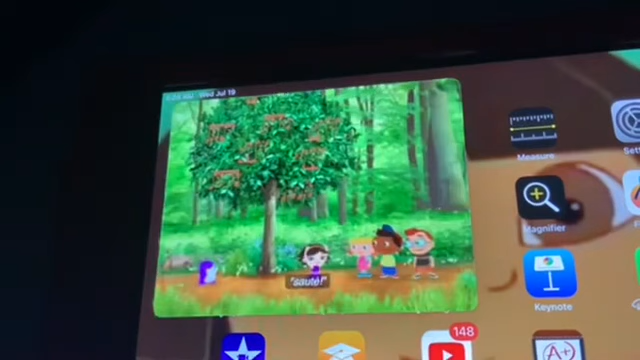 Wed Jul 19
Measure
Magnifier
"saute!"
Keynote
148
A+